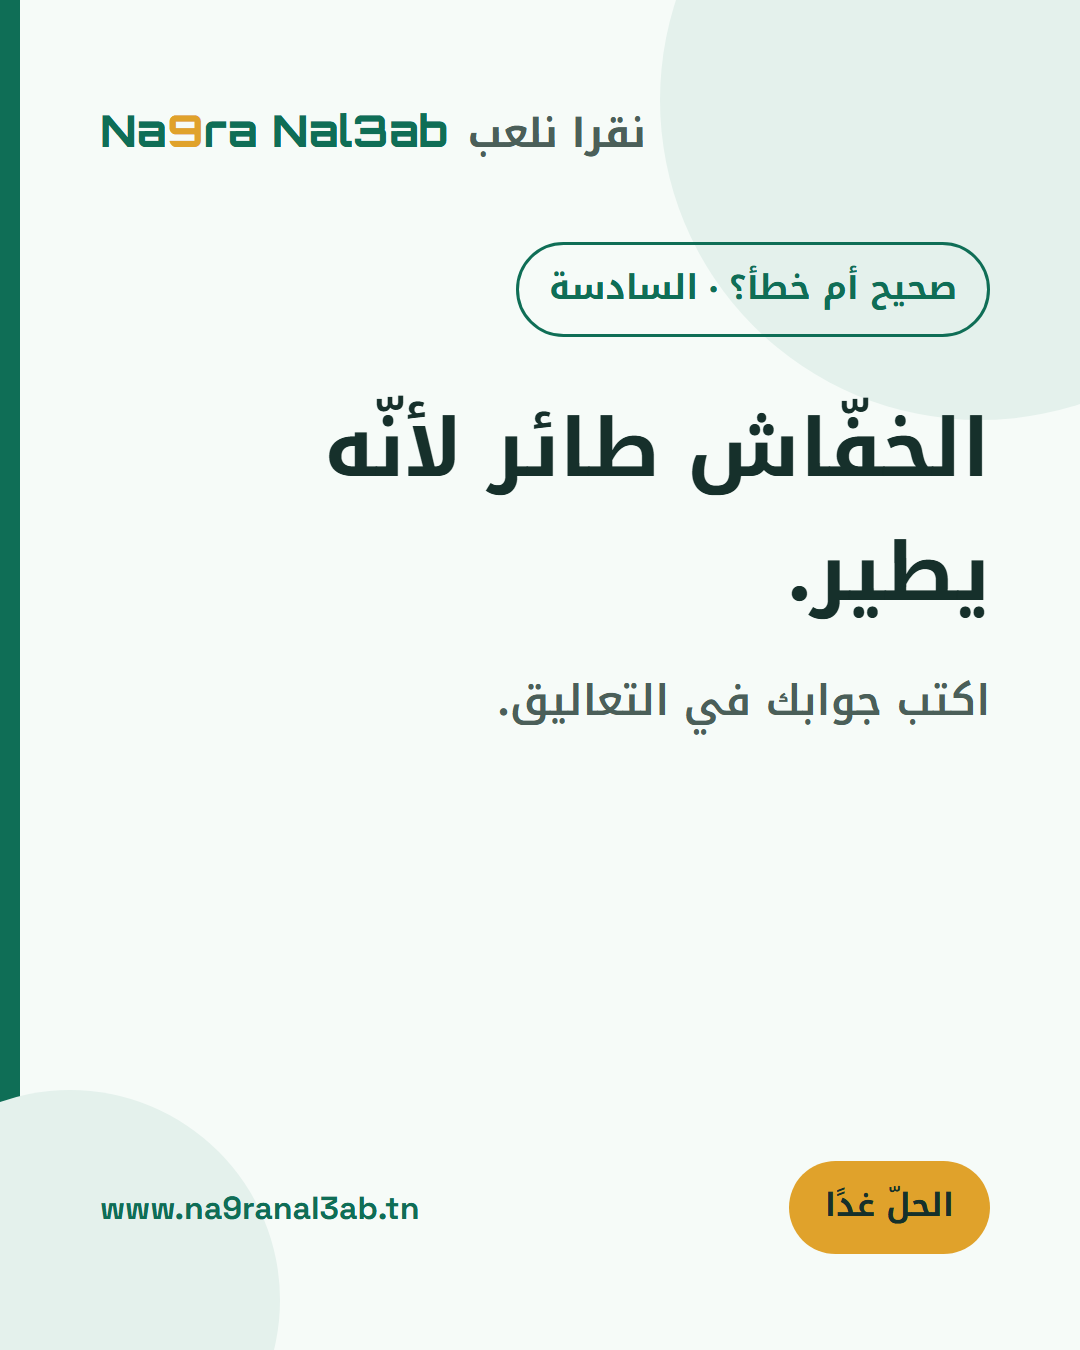 Na9ra Nal3ab نقرا نلعب
صحيح أم خطأ؟ · السادسة
الخفّاش طائر لأنّه
يطير.
اكتب جوابك في التعاليق.
www.na9ranal3ab.tn
الحلّ غدًا